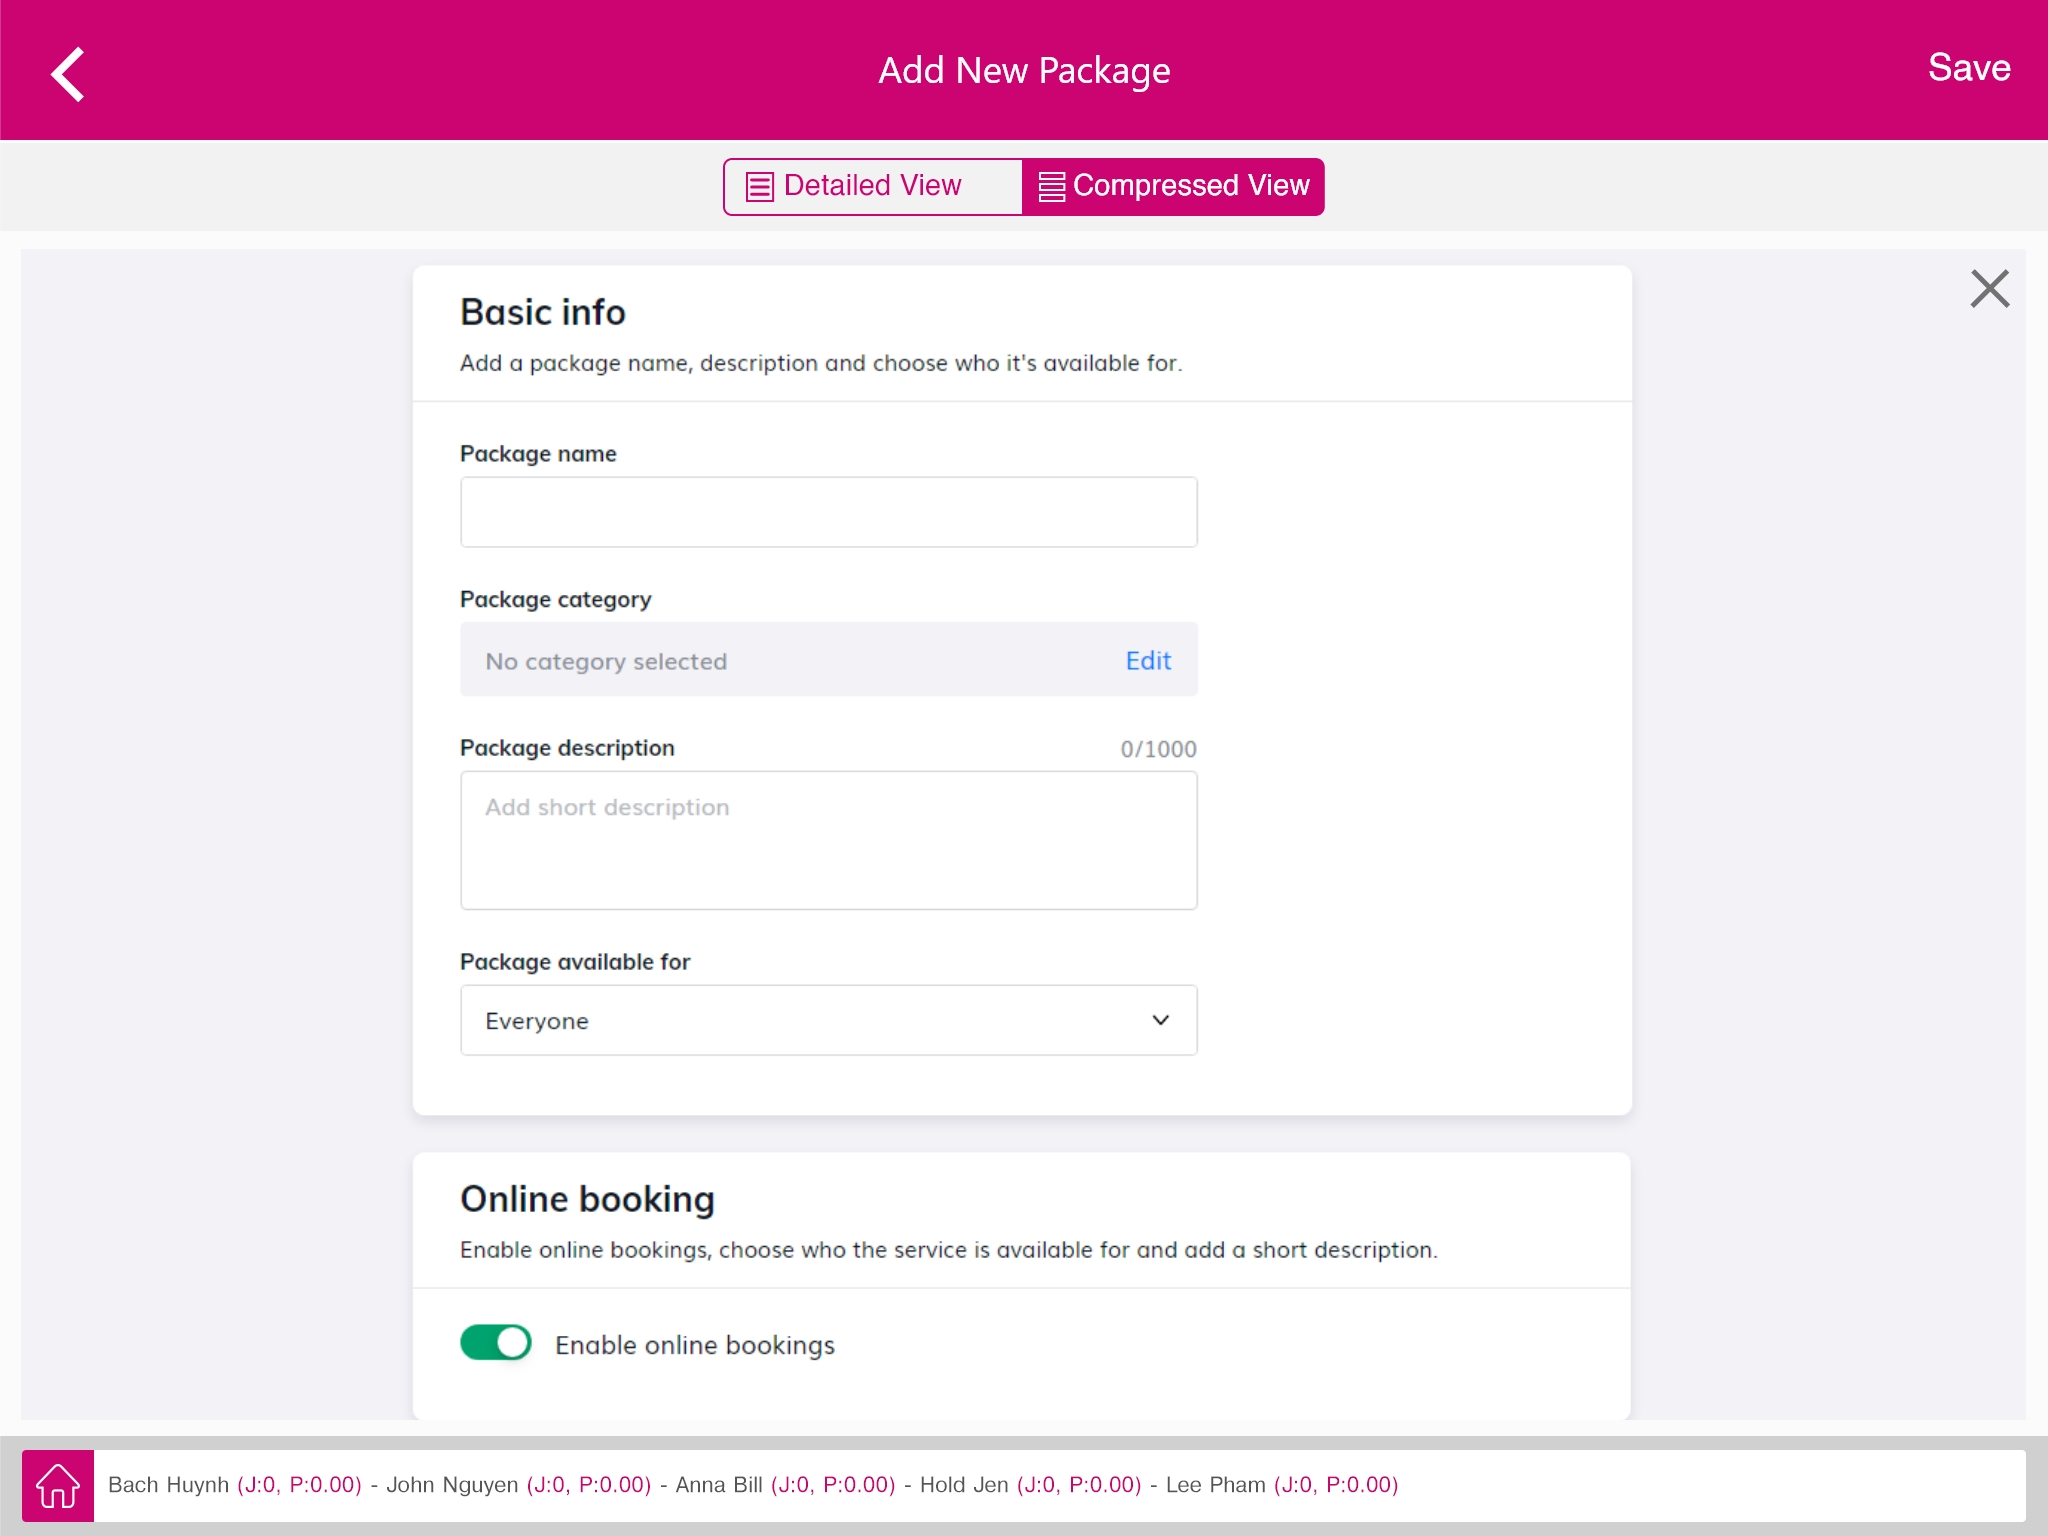 Add New Package
Save
Detailed View
Compressed View
Basic info
Add a package name, description and choose who it's available for.
Package name
Package category
No category selected
Edit
Package description
0/1000
Add short description
Package available for
Everyone
Online booking
Enable online bookings, choose who the service is available for and add a short description.
Enable online bookings
Bach Huynh (J:0, P:0.00) - John Nguyen (J:0, P:0.00) - Anna Bill (J:0, P:0.00) - Hold Jen (J:0, P:0.00) - Lee Pham (J:0, P:0.00)